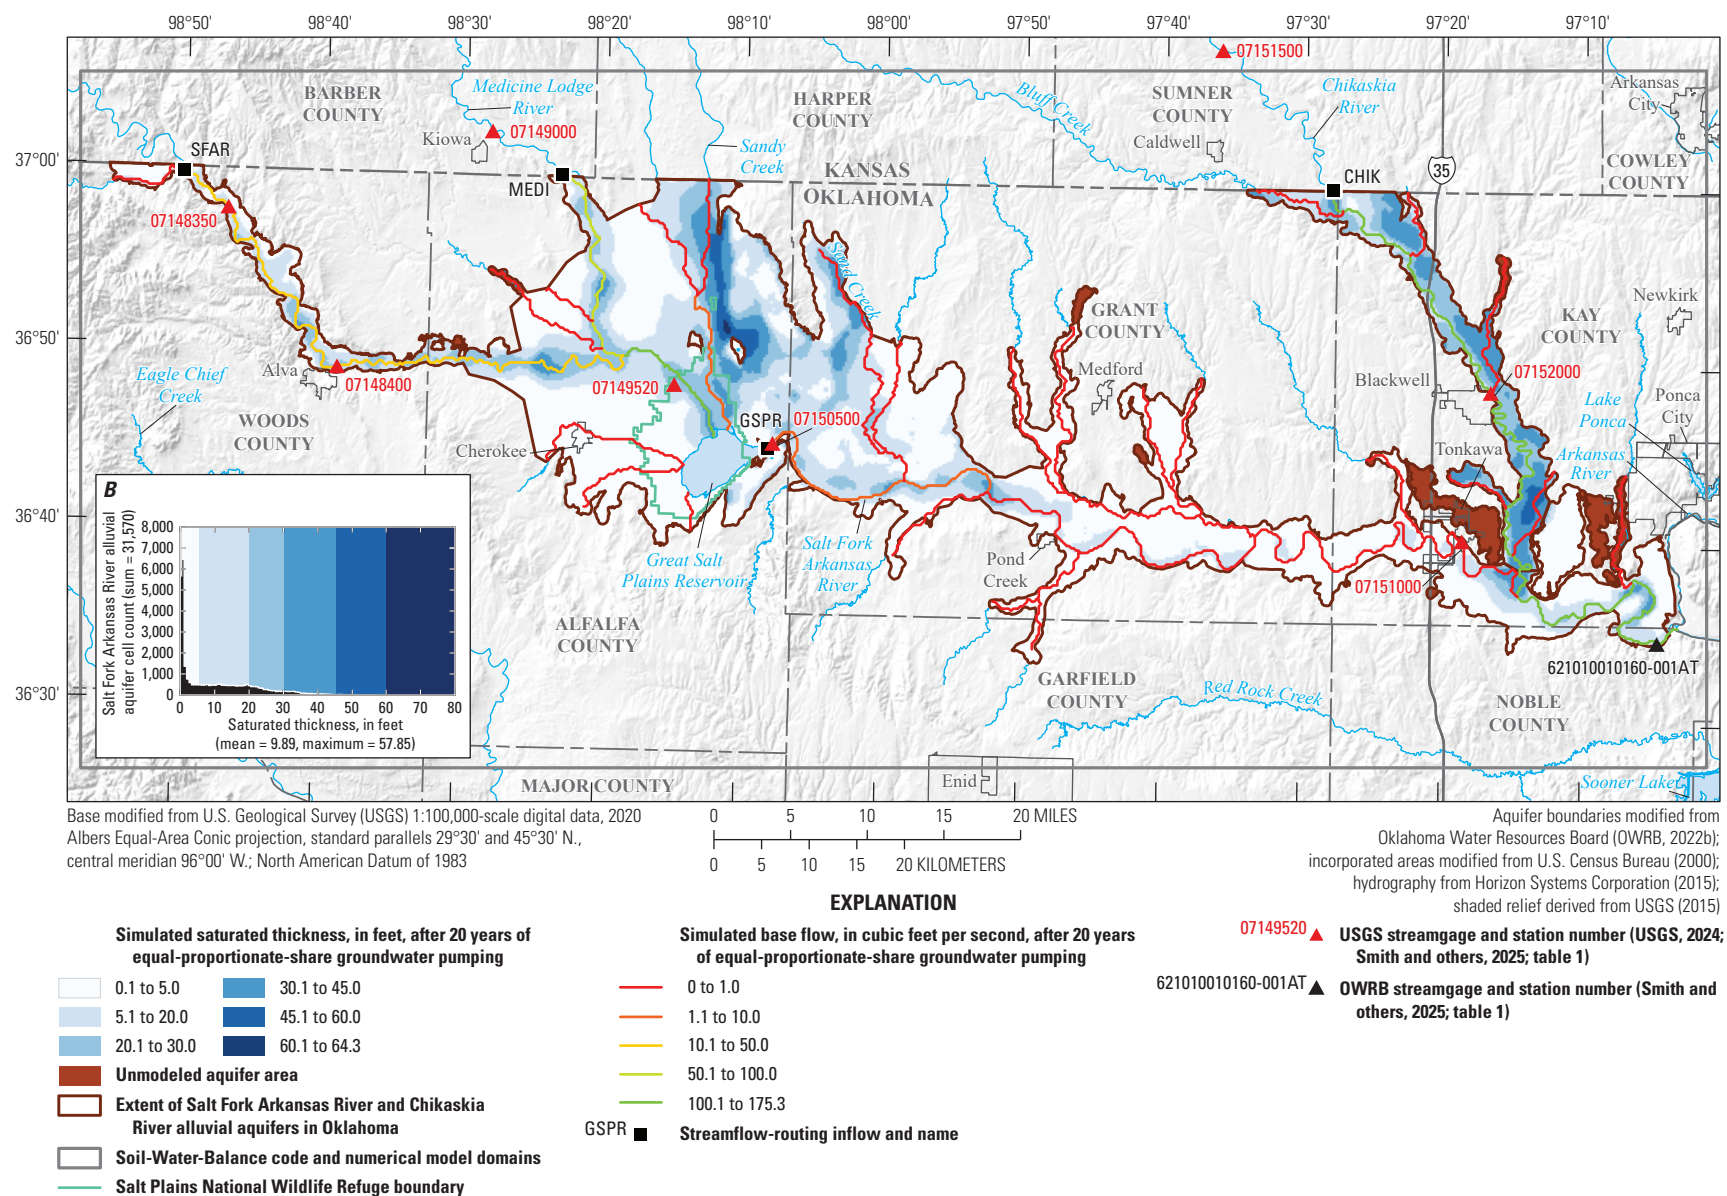 98°50'
98°40'
98°30'
98°20'
98°10'
98°00'
97°50'
97°40'
97°30'
97°20'
97°10'
07151500
BARBER
COUNTY
Medicine Lodge
River
HARPER
COUNTY
Bluff Creek
SUMNER
COUNTY
Chikaskia
River
Arkansas
City
Kiowa
07149000
Sandy
Creek
Caldwell
37°00'
SFAR
MEDI
KANSAS
OKLAHOMA
CHIK
35
COWLEY
COUNTY
07148350
Sand Creek
GRANT
COUNTY
KAY
COUNTY
Newkirk
36°50'
Alva
07148400
Eagle Chief
Creek
07149520
Medford
Blackwell
07152000
Lake
Ponca
Ponca
City
WOODS
COUNTY
GSPR
07150500
Cherokee
Tonkawa
Arkansas
River
36°40'
Great Salt
Plains Reservoir
Salt Fork
Arkansas
River
Pond
Creek
07151000
ALFALFA
COUNTY
621010010160-001AT
36°30'
GARFIELD
COUNTY
Red Rock Creek
NOBLE
COUNTY
MAJOR COUNTY
Enid
Sooner Lake
B
Salt Fork Arkansas River alluvial
aquifer cell count (sum = 31,570)
8,000
7,000
6,000
5,000
4,000
3,000
2,000
1,000
0
0
10
20
30
40
50
60
70
80
Saturated thickness, in feet
(mean = 9.89, maximum = 57.85)
Base modified from U.S. Geological Survey (USGS) 1:100,000-scale digital data, 2020
Albers Equal-Area Conic projection, standard parallels 29°30' and 45°30' N.,
central meridian 96°00' W.; North American Datum of 1983
0 5 10 15 20 MILES
0 5 10 15 20 KILOMETERS
Aquifer boundaries modified from
Oklahoma Water Resources Board (OWRB, 2022b);
incorporated areas modified from U.S. Census Bureau (2000);
hydrography from Horizon Systems Corporation (2015);
shaded relief derived from USGS (2015)
EXPLANATION
Simulated saturated thickness, in feet, after 20 years of
equal-proportionate-share groundwater pumping
0.1 to 5.0
5.1 to 20.0
20.1 to 30.0
30.1 to 45.0
45.1 to 60.0
60.1 to 64.3
Unmodeled aquifer area
Extent of Salt Fork Arkansas River and Chikaskia
River alluvial aquifers in Oklahoma
Soil-Water-Balance code and numerical model domains
Salt Plains National Wildlife Refuge boundary
Simulated base flow, in cubic feet per second, after 20 years
of equal-proportionate-share groundwater pumping
0 to 1.0
1.1 to 10.0
10.1 to 50.0
50.1 to 100.0
100.1 to 175.3
GSPR
Streamflow-routing inflow and name
07149520
USGS streamgage and station number (USGS, 2024;
Smith and others, 2025; table 1)
621010010160-001AT
OWRB streamgage and station number (Smith and
others, 2025; table 1)